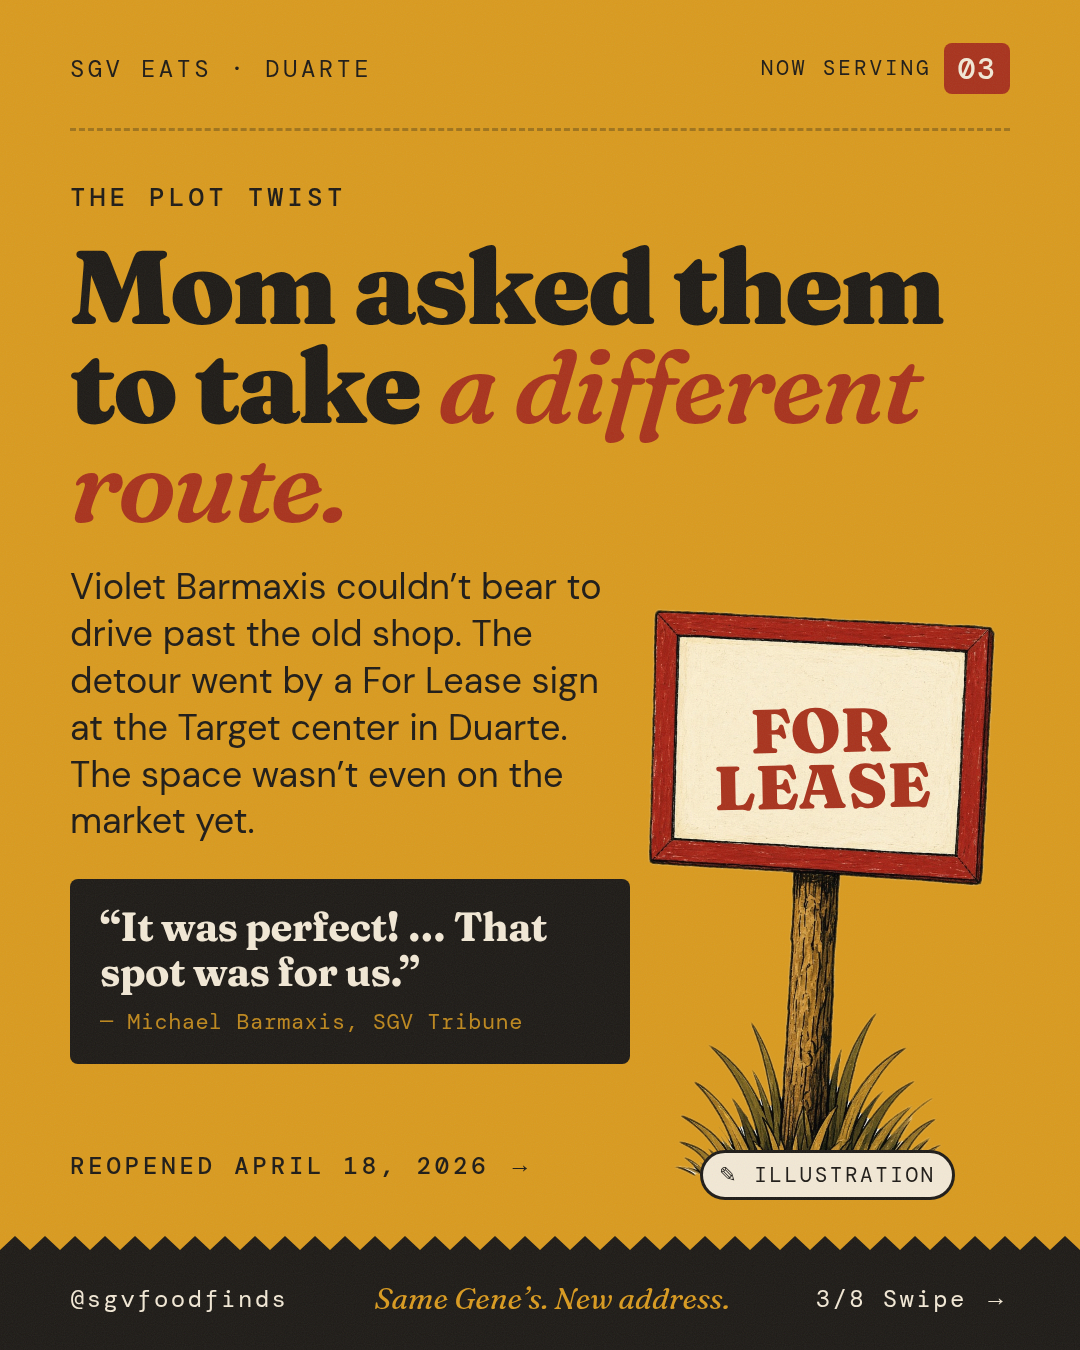 SGV EATS · DUARTE
NOW SERVING 03
THE PLOT TWIST
Mom asked them
to take a different
route.
Violet Barmaxis couldn’t bear to
drive past the old shop. The
detour went by a For Lease sign
at the Target center in Duarte.
The space wasn’t even on the
market yet.
FOR
LEASE
“It was perfect! ... That
spot was for us.”
— Michael Barmaxis, SGV Tribune
REOPENED APRIL 18, 2026 →
✎ ILLUSTRATION
@sgvfoodfinds
Same Gene’s. New address.
3/8 Swipe →